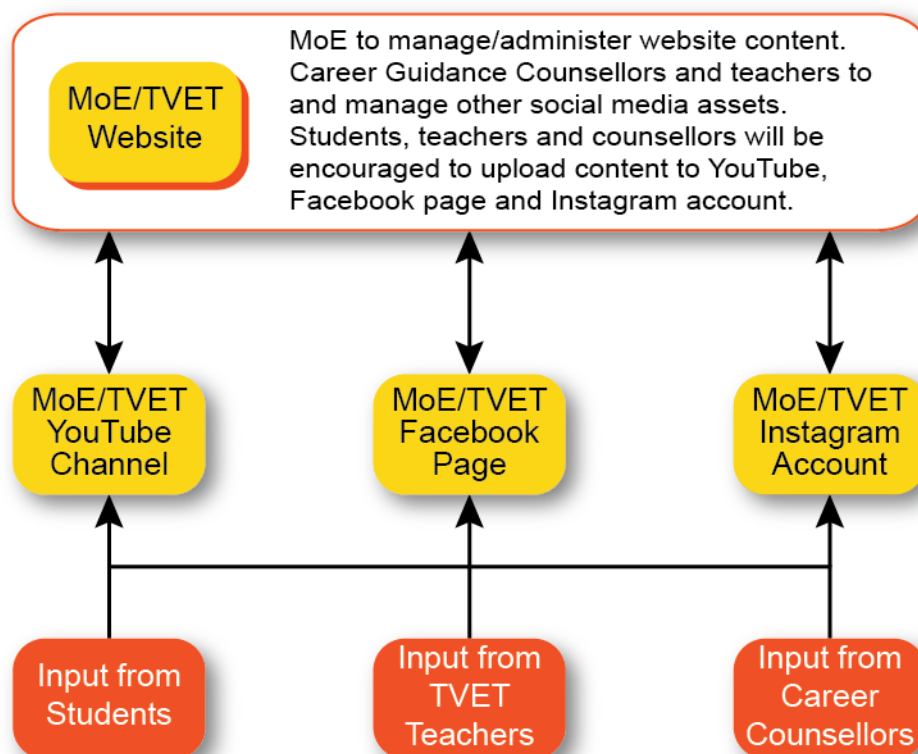 MoE/TVET
Website
MoE to manage/administer website content.
Career Guidance Counsellors and teachers to
and manage other social media assets.
Students, teachers and counsellors will be
encouraged to upload content to YouTube,
Facebook page and Instagram account.
MoE/TVET
YouTube
Channel
MoE/TVET
Facebook
Page
MoE/TVET
Instagram
Account
Input from
Students
Input from
TVET
Teachers
Input from
Career
Counsellors